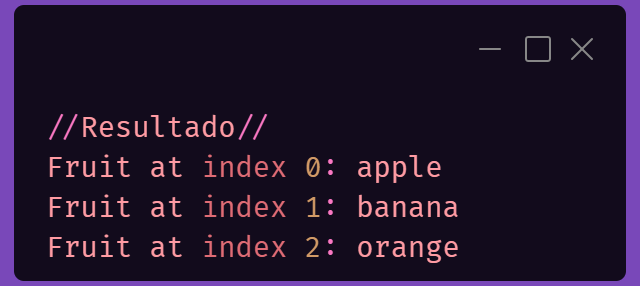 //Resultado//
Fruit at index 0: apple
Fruit at index 1: banana
Fruit at index 2: orange